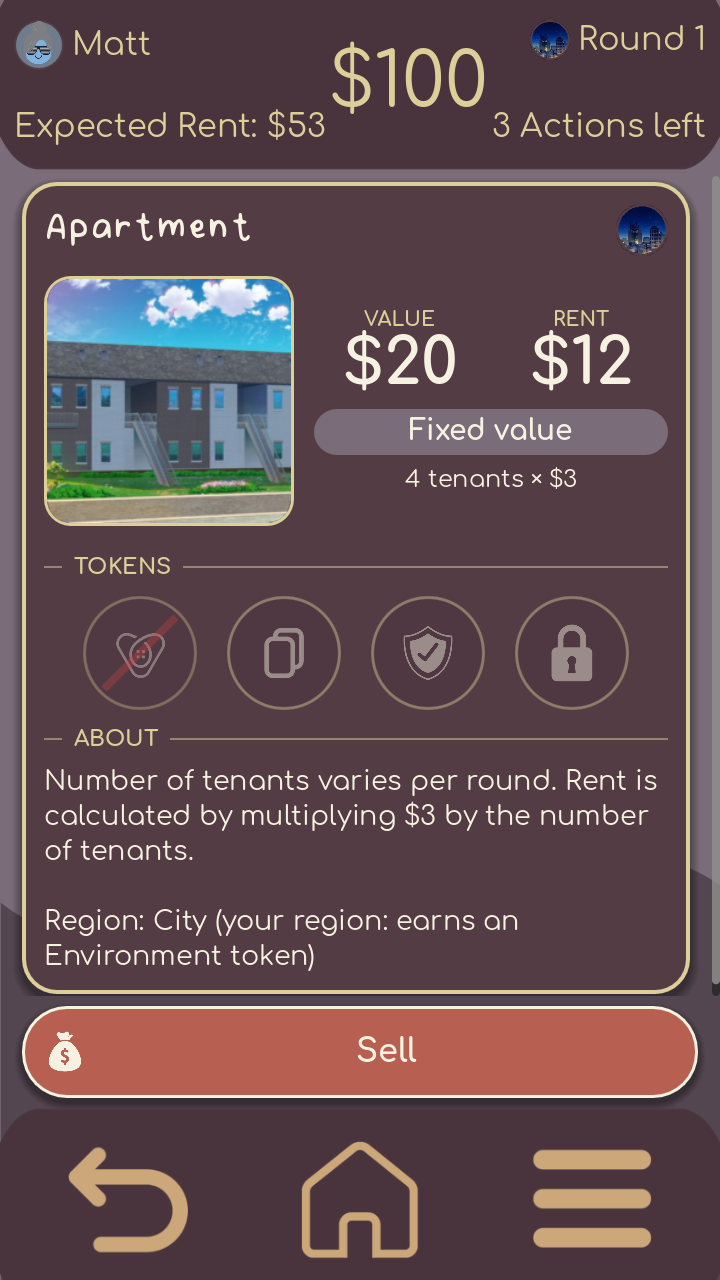 Matt
$100
Round 1
Expected Rent: $53
3 Actions left
Apartment
VALUE
RENT
$20
$12
Fixed value
4 tenants × $3
TOKENS
ABOUT
Number of tenants varies per round. Rent is
calculated by multiplying $3 by the number
of tenants.
Region: City (your region: earns an
Environment token)
$
Sell